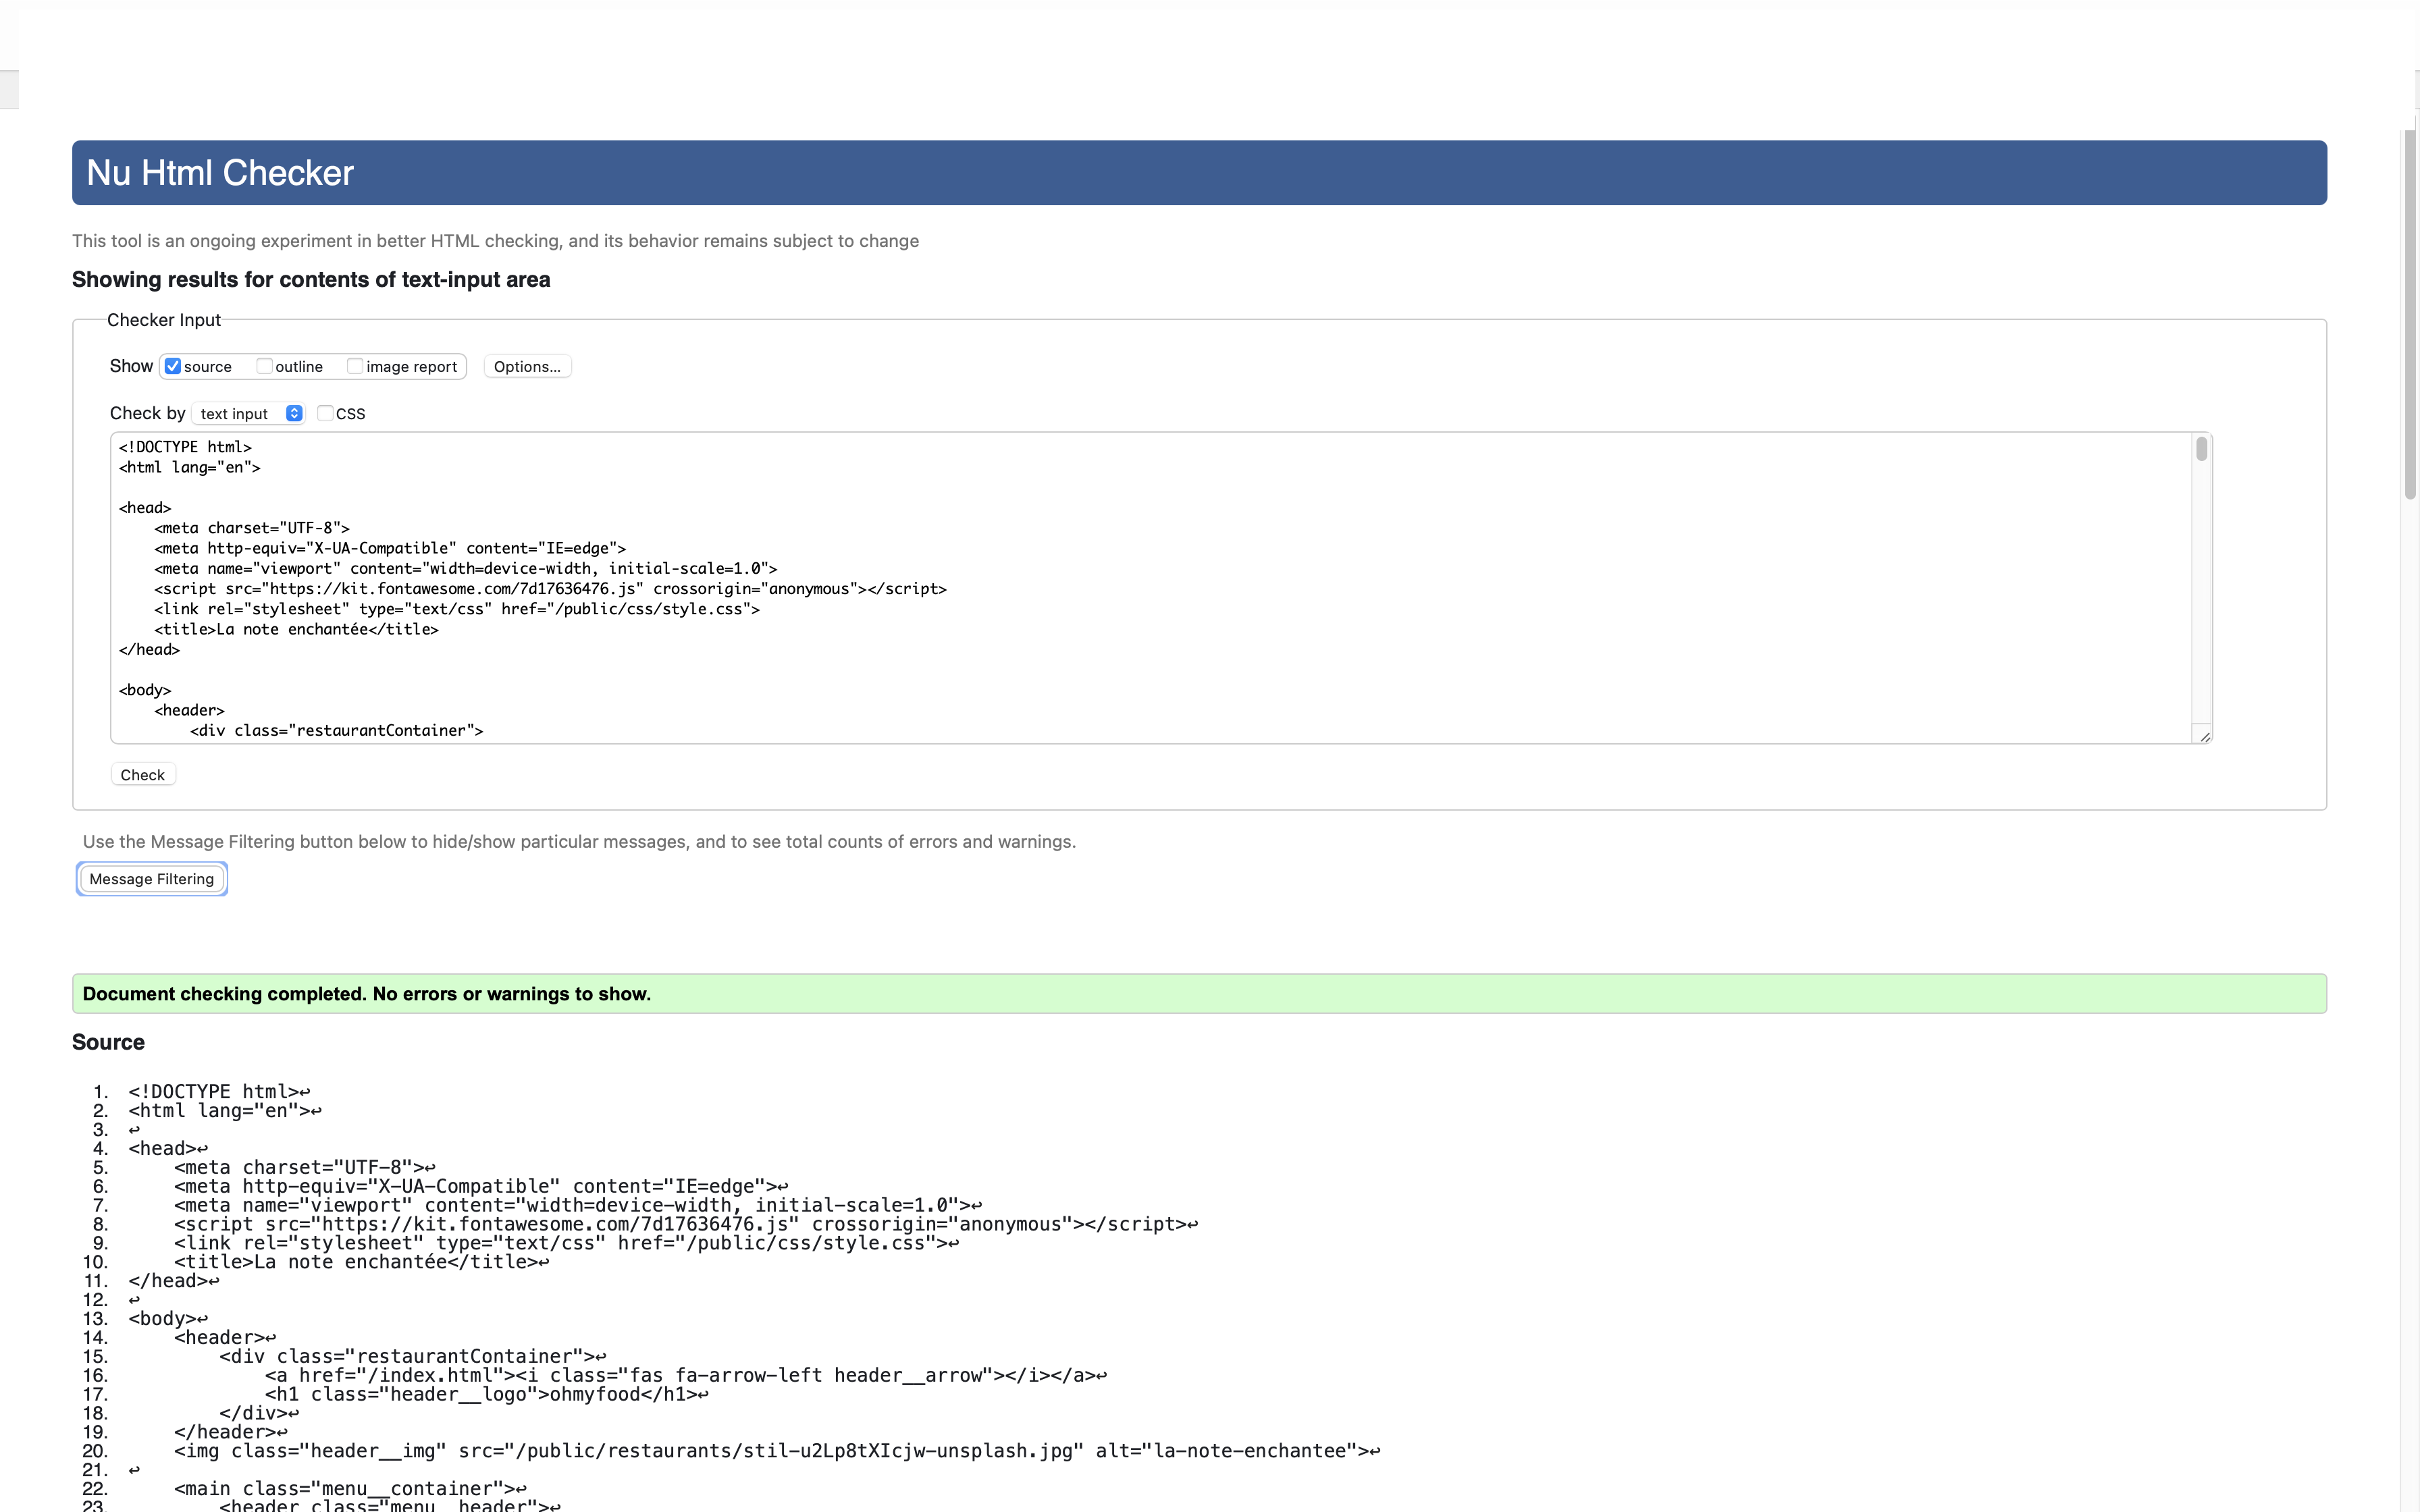 Nu Html Checker
This tool is an ongoing experiment in better HTML checking, and its behavior remains subject to change
Showing results for contents of text-input area
Checker Input
Show source outline image report Options...
Check by text input CSS
<!DOCTYPE html>
<html lang="en">
<head>
<meta charset="UTF-8">
<meta http-equiv="X-UA-Compatible" content="IE=edge">
<meta name="viewport" content="width=device-width, initial-scale=1.0">
<script src="https://kit.fontawesome.com/7d17636476.js" crossorigin="anonymous"></script>
<link rel="stylesheet" type="text/css" href="/public/css/style.css">
<title>La note enchantée</title>
</head>
<body>
<header>
<div class="restaurantContainer">
Check
Use the Message Filtering button below to hide/show particular messages, and to see total counts of errors and warnings.
Message Filtering
Document checking completed. No errors or warnings to show.
Source
1. <!DOCTYPE html>↩
2. <html lang="en">↩
3. ↩
4. <head>↩
5. <meta charset="UTF-8">↩
6. <meta http-equiv="X-UA-Compatible" content="IE=edge">↩
7. <meta name="viewport" content="width=device-width, initial-scale=1.0">↩
8. <script src="https://kit.fontawesome.com/7d17636476.js" crossorigin="anonymous"></script>↩
9. <link rel="stylesheet" type="text/css" href="/public/css/style.css">↩
10. <title>La note enchantée</title>↩
11. </head>↩
12. ↩
13. <body>↩
14. <header>↩
15. <div class="restaurantContainer">↩
16. <a href="/index.html"><i class="fas fa-arrow-left header__arrow"></i></a>↩
17. <h1 class="header__logo">ohmyfood</h1>↩
18. </div>↩
19. </header>↩
20. <img class="header__img" src="/public/restaurants/stil-u2Lp8tXIcjw-unsplash.jpg" alt="la-note-enchantee">↩
21. ↩
22. <main class="menu__container">↩
23. <header class="menu__header">↩